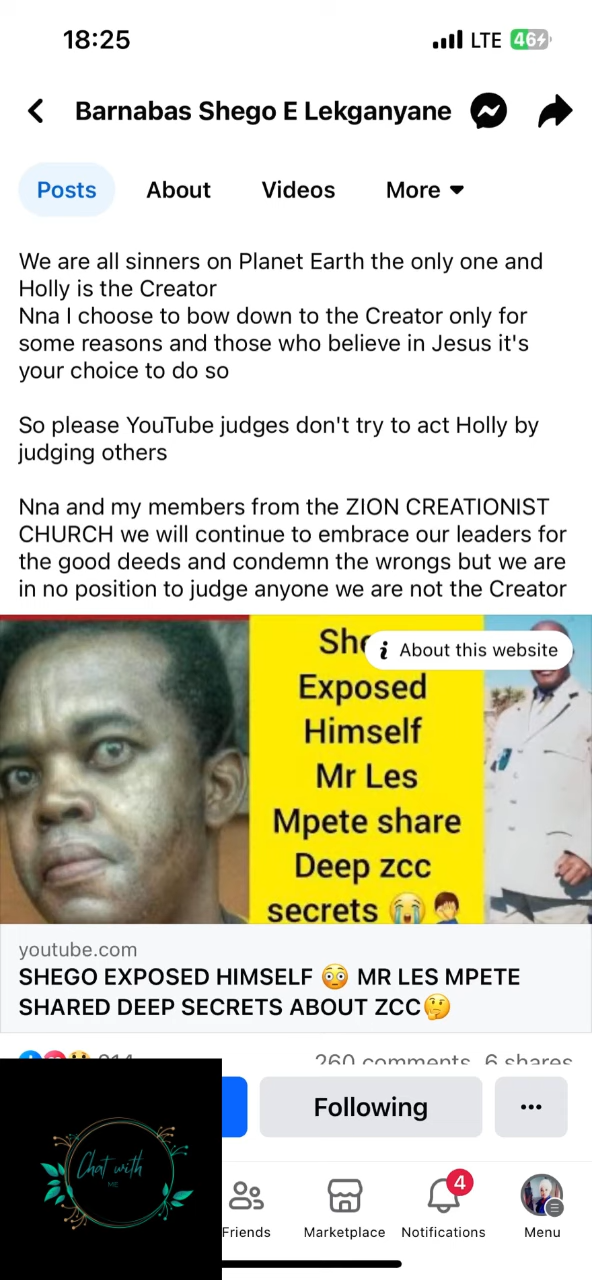 18:25
LTE
46
Barnabas Shego E Lekganyane
Posts
About
Videos
More
We are all sinners on Planet Earth the only one and
Holly is the Creator
Nna I choose to bow down to the Creator only for
some reasons and those who believe in Jesus it's
your choice to do so
So please YouTube judges don't try to act Holly by
judging others
Nna and my members from the ZION CREATIONIST
CHURCH we will continue to embrace our leaders for
the good deeds and condemn the wrongs but we are
in no position to judge anyone we are not the Creator
About this website
Exposed
Himself
Mr Les
Mpete share
Deep zcc
secrets 😭🤦
youtube.com
SHEGO EXPOSED HIMSELF 😳 MR LES MPETE
SHARED DEEP SECRETS ABOUT ZCC🤔
260 comments 6 shares
Following
Chat with
Friends
Marketplace
4
Notifications
Menu